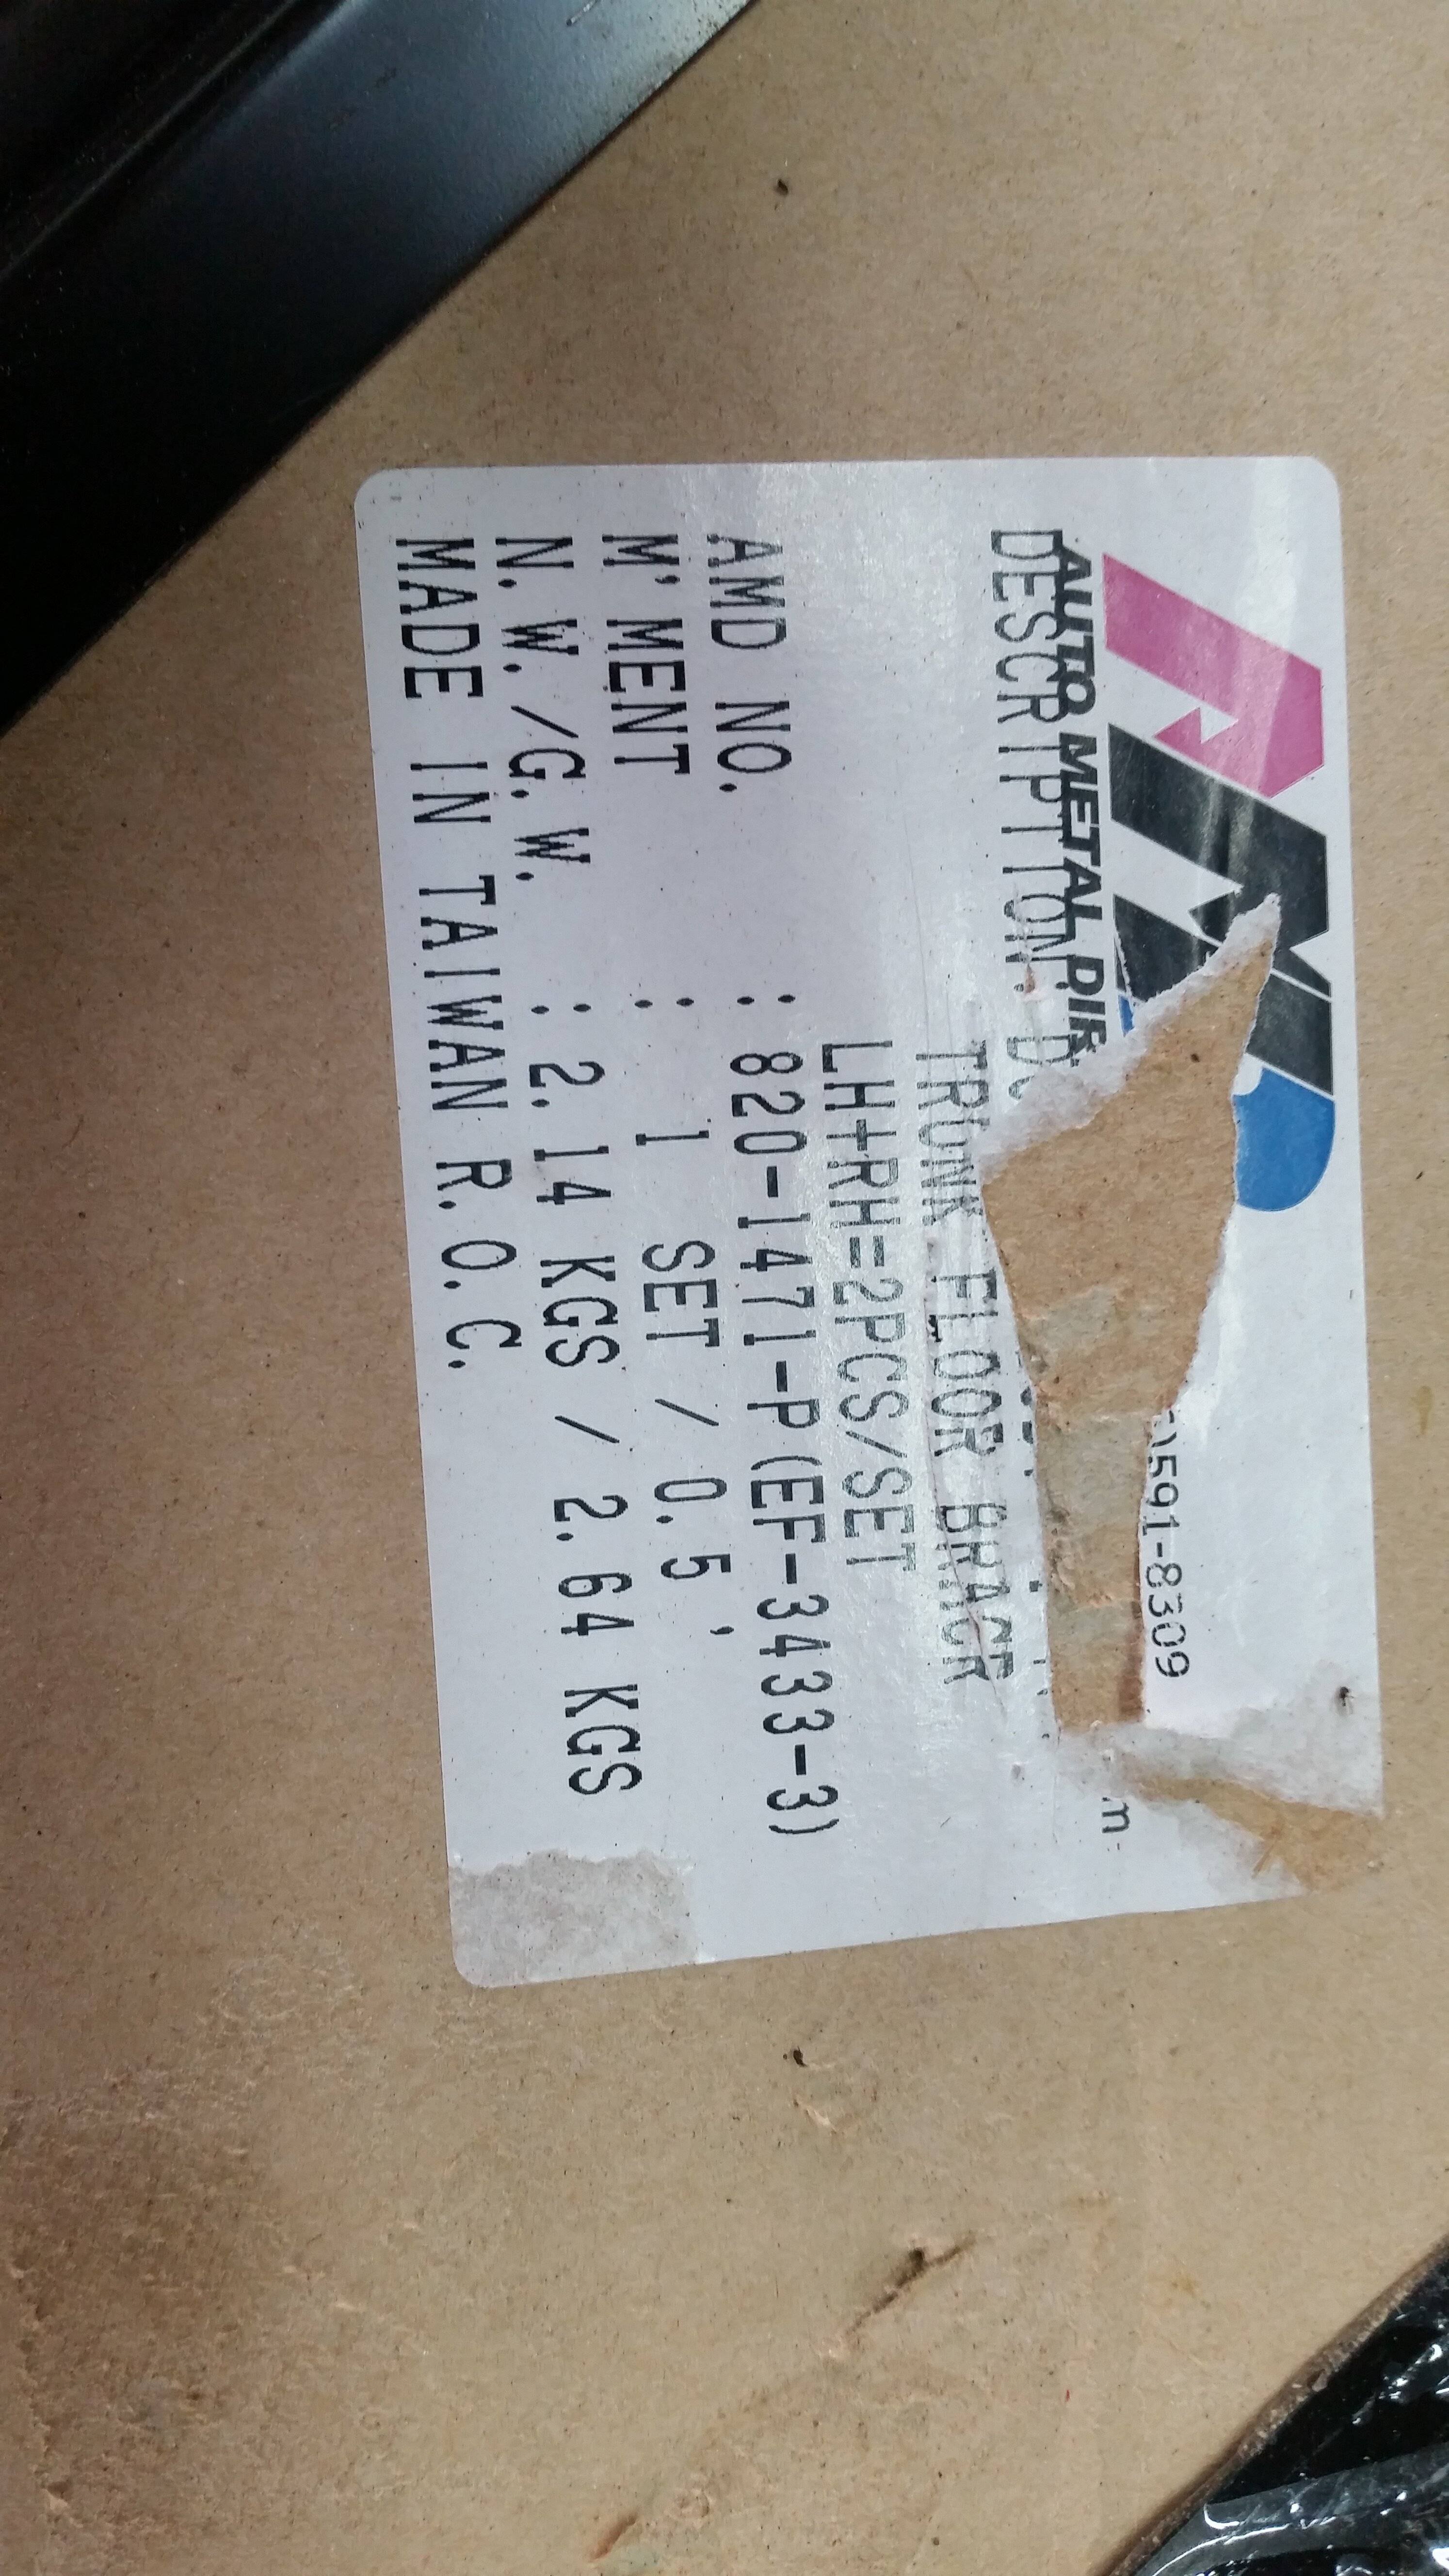 AMD
AUTO METAL DIR
)591-8309
m
DESCRIPTION:
TRUNK FLOOR BRACE
LH+RH=2PCS/SET
AMD NO. : 820-1471-P(EF-3433-3)
M'MENT : 1 SET / 0.5 '
N.W./G.W. : 2.14 KGS / 2.64 KGS
MADE IN TAIWAN R.O.C.